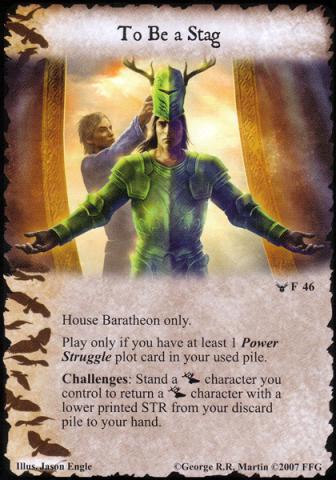 To Be a Stag
F 46
House Baratheon only.
Play only if you have at least 1 Power
Struggle plot card in your used pile.
Challenges: Stand a character you
control to return a character with a
lower printed STR from your discard
pile to your hand.
Illus. Jason Engle ©George R.R. Martin ©2007 FFG